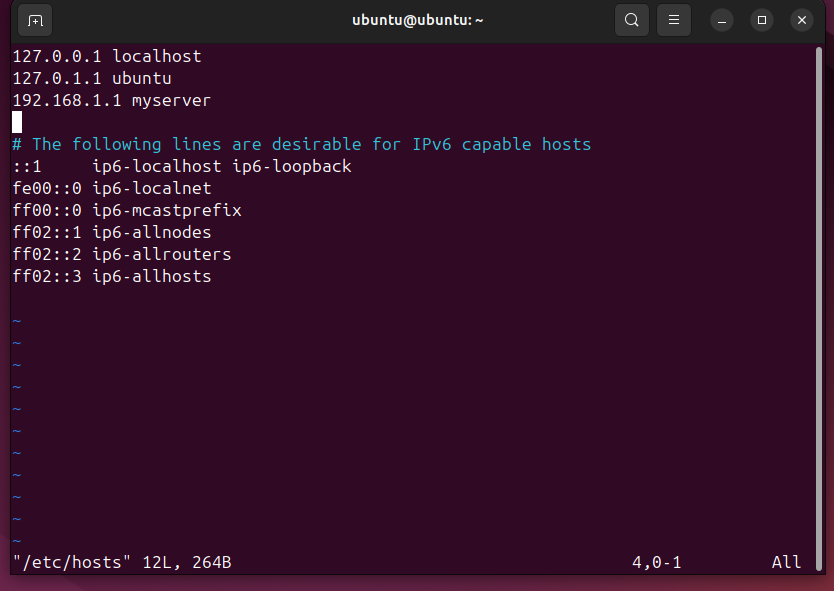 ubuntu@ubuntu: ~
127.0.0.1 localhost
127.0.1.1 ubuntu
192.168.1.1 myserver
# The following lines are desirable for IPv6 capable hosts
::1     ip6-localhost ip6-loopback
fe00::0 ip6-localnet
ff00::0 ip6-mcastprefix
ff02::1 ip6-allnodes
ff02::2 ip6-allrouters
ff02::3 ip6-allhosts
~
~
~
~
~
~
~
~
~
~
~
"/etc/hosts" 12L, 264B 4,0-1 All